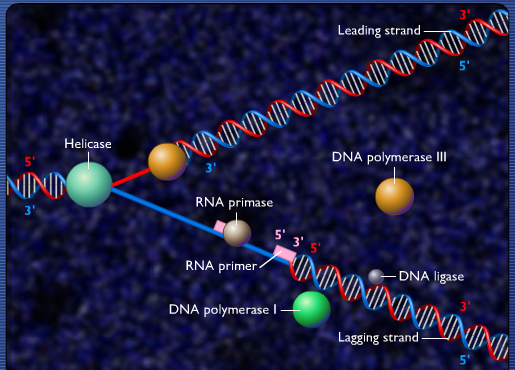 3'
Leading strand
5'
Helicase
5'
3'
3'
DNA polymerase III
RNA primase
5' 3' 5'
RNA primer
DNA ligase
DNA polymerase I
3'
Lagging strand
5'